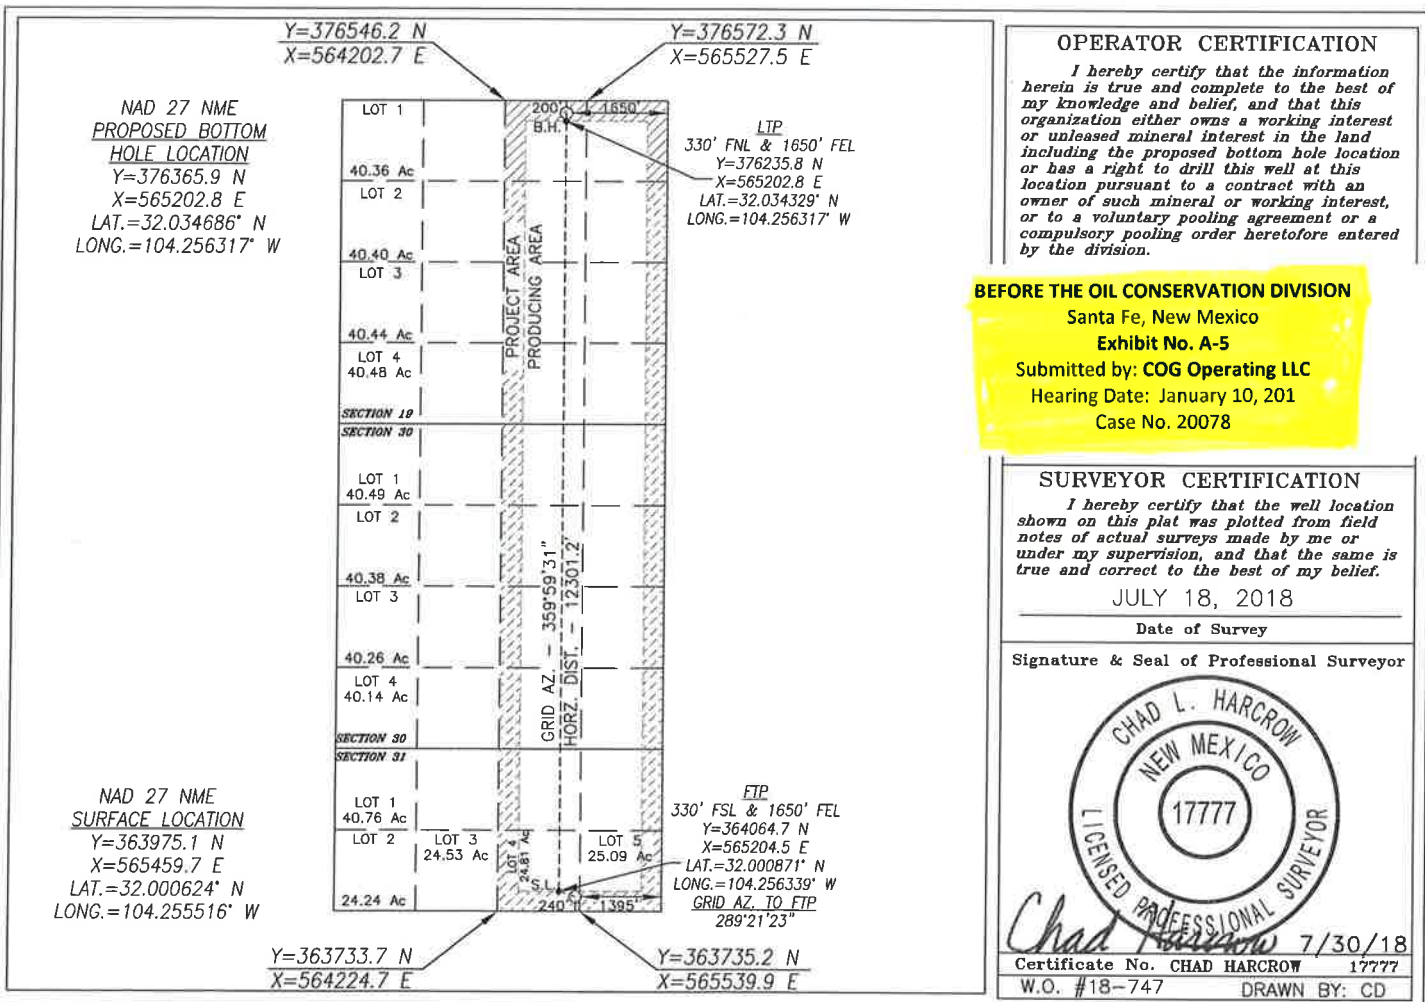 Y=376546.2 N
X=564202.7 E
Y=376572.3 N
X=565527.5 E
NAD 27 NME
PROPOSED BOTTOM
HOLE LOCATION
Y=376365.9 N
X=565202.8 E
LAT.=32.034686° N
LONG.=104.256317° W
LOT 1
40.36 Ac
LOT 2
40.40 Ac
LOT 3
40.44 Ac
LOT 4
40.48 Ac
SECTION 19
SECTION 30
LOT 1
40.49 Ac
LOT 2
40.38 Ac
LOT 3
40.26 Ac
LOT 4
40.14 Ac
SECTION 30
SECTION 31
LOT 1
40.76 Ac
LOT 2
24.24 Ac
LOT 3
24.53 Ac
LOT 4
24.81 Ac
LOT 5
25.09 Ac
200'
1650'
B.H.
PROJECT AREA
PRODUCING AREA
GRID AZ. - 359°59'31"
HORZ. DIST. - 12301.2'
S.L.
240'
1395'
LTP
330' FNL & 1650' FEL
Y=376235.8 N
X=565202.8 E
LAT.=32.034329° N
LONG.=104.256317° W
FTP
330' FSL & 1650' FEL
Y=364064.7 N
X=565204.5 E
LAT.=32.000871° N
LONG.=104.256339° W
GRID AZ. TO FTP
289°21'23"
NAD 27 NME
SURFACE LOCATION
Y=363975.1 N
X=565459.7 E
LAT.=32.000624° N
LONG.=104.255516° W
Y=363733.7 N
X=564224.7 E
Y=363735.2 N
X=565539.9 E
OPERATOR CERTIFICATION
I hereby certify that the information
herein is true and complete to the best of
my knowledge and belief, and that this
organization either owns a working interest
or unleased mineral interest in the land
including the proposed bottom hole location
or has a right to drill this well at this
location pursuant to a contract with an
owner of such mineral or working interest,
or to a voluntary pooling agreement or a
compulsory pooling order heretofore entered
by the division.
BEFORE THE OIL CONSERVATION DIVISION
Santa Fe, New Mexico
Exhibit No. A-5
Submitted by: COG Operating LLC
Hearing Date: January 10, 201
Case No. 20078
SURVEYOR CERTIFICATION
I hereby certify that the well location
shown on this plat was plotted from field
notes of actual surveys made by me or
under my supervision, and that the same is
true and correct to the best of my belief.
JULY 18, 2018
Date of Survey
Signature & Seal of Professional Surveyor
CHAD L. HARCROW
NEW MEXICO
17777
LICENSED PROFESSIONAL SURVEYOR
Chad Harcrow 7/30/18
Certificate No. CHAD HARCROW 17777
W.O. #18-747 DRAWN BY: CD